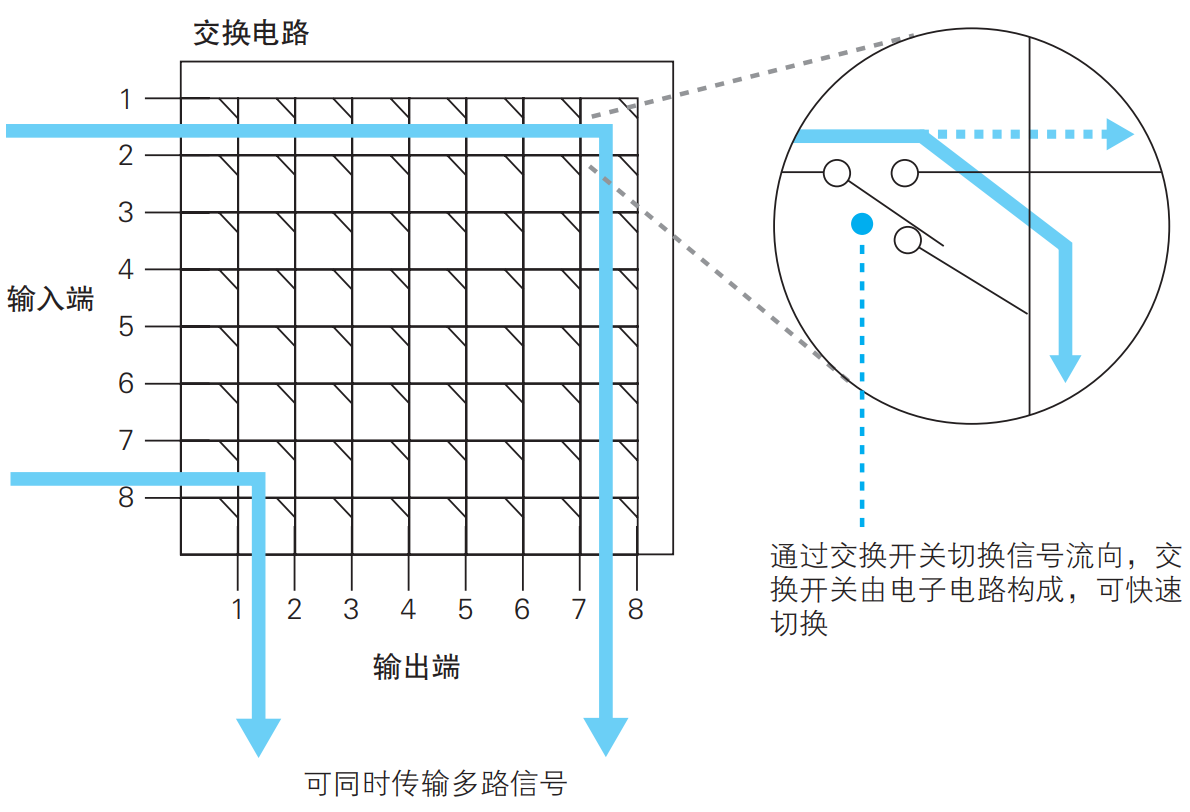 交换电路
1
2
3
4
输入端
5
6
7
8
1 2 3 4 5 6 7 8
输出端
可同时传输多路信号
通过交换开关切换信号流向，交
换开关由电子电路构成，可快速
切换